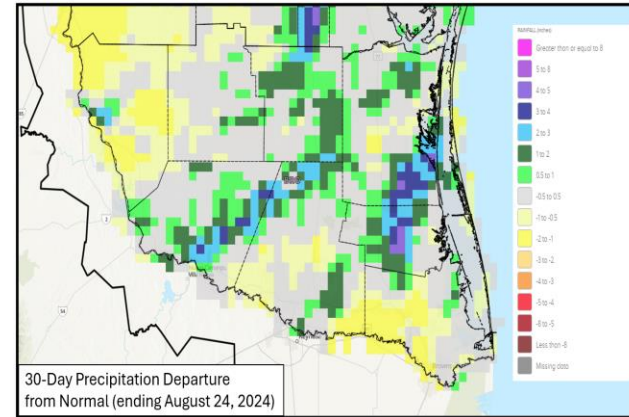 RAINFALL (inches)
Greater than or equal to 8
5 to 8
4 to 5
3 to 4
2 to 3
1 to 2
0.5 to 1
-0.5 to 0.5
-1 to -0.5
-2 to -1
-3 to -2
-4 to -3
-5 to -4
-8 to -5
Less than -8
Missing data
30-Day Precipitation Departure
from Normal (ending August 24, 2024)